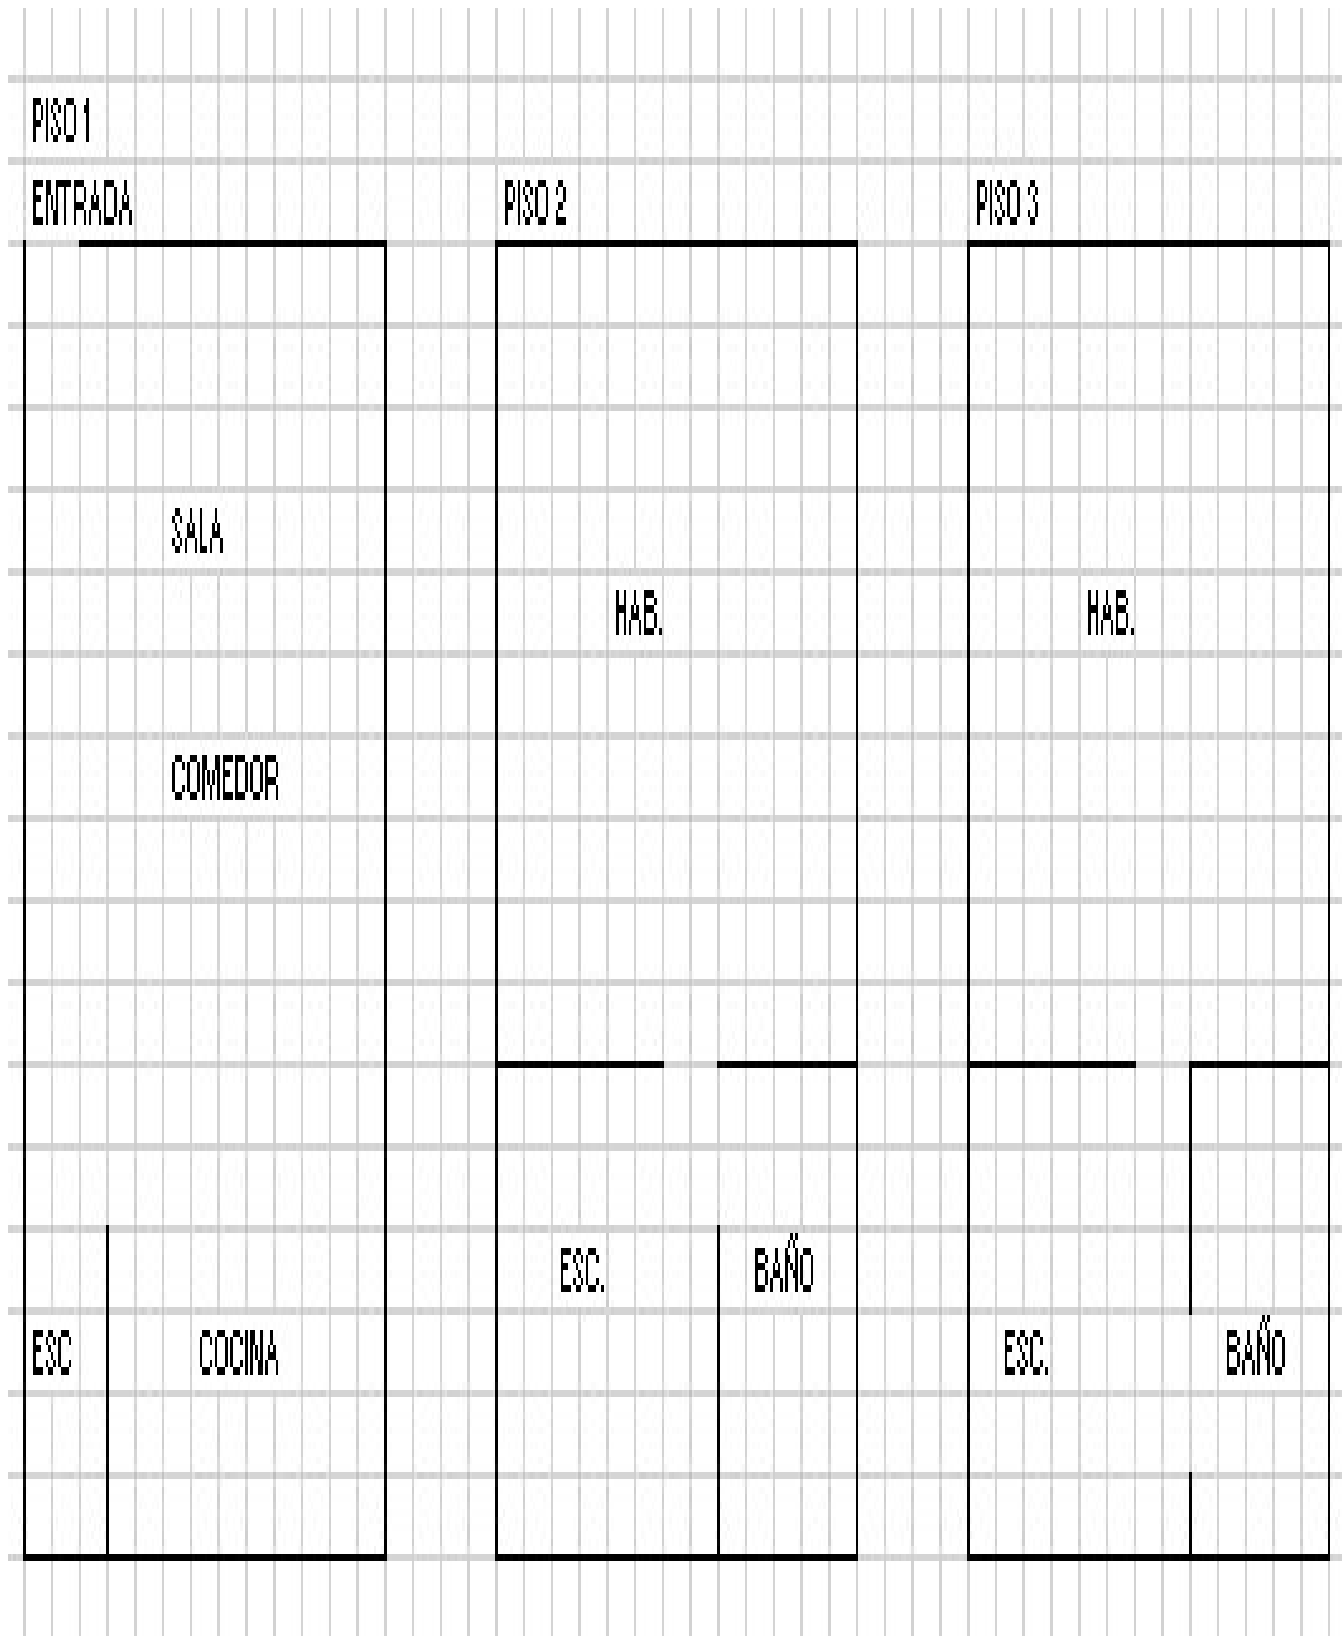 PISO 1
ENTRADA
PISO 2
PISO 3
SALA
HAB.
HAB.
COMEDOR
ESC.
BAÑO
ESC
COCINA
ESC.
BAÑO